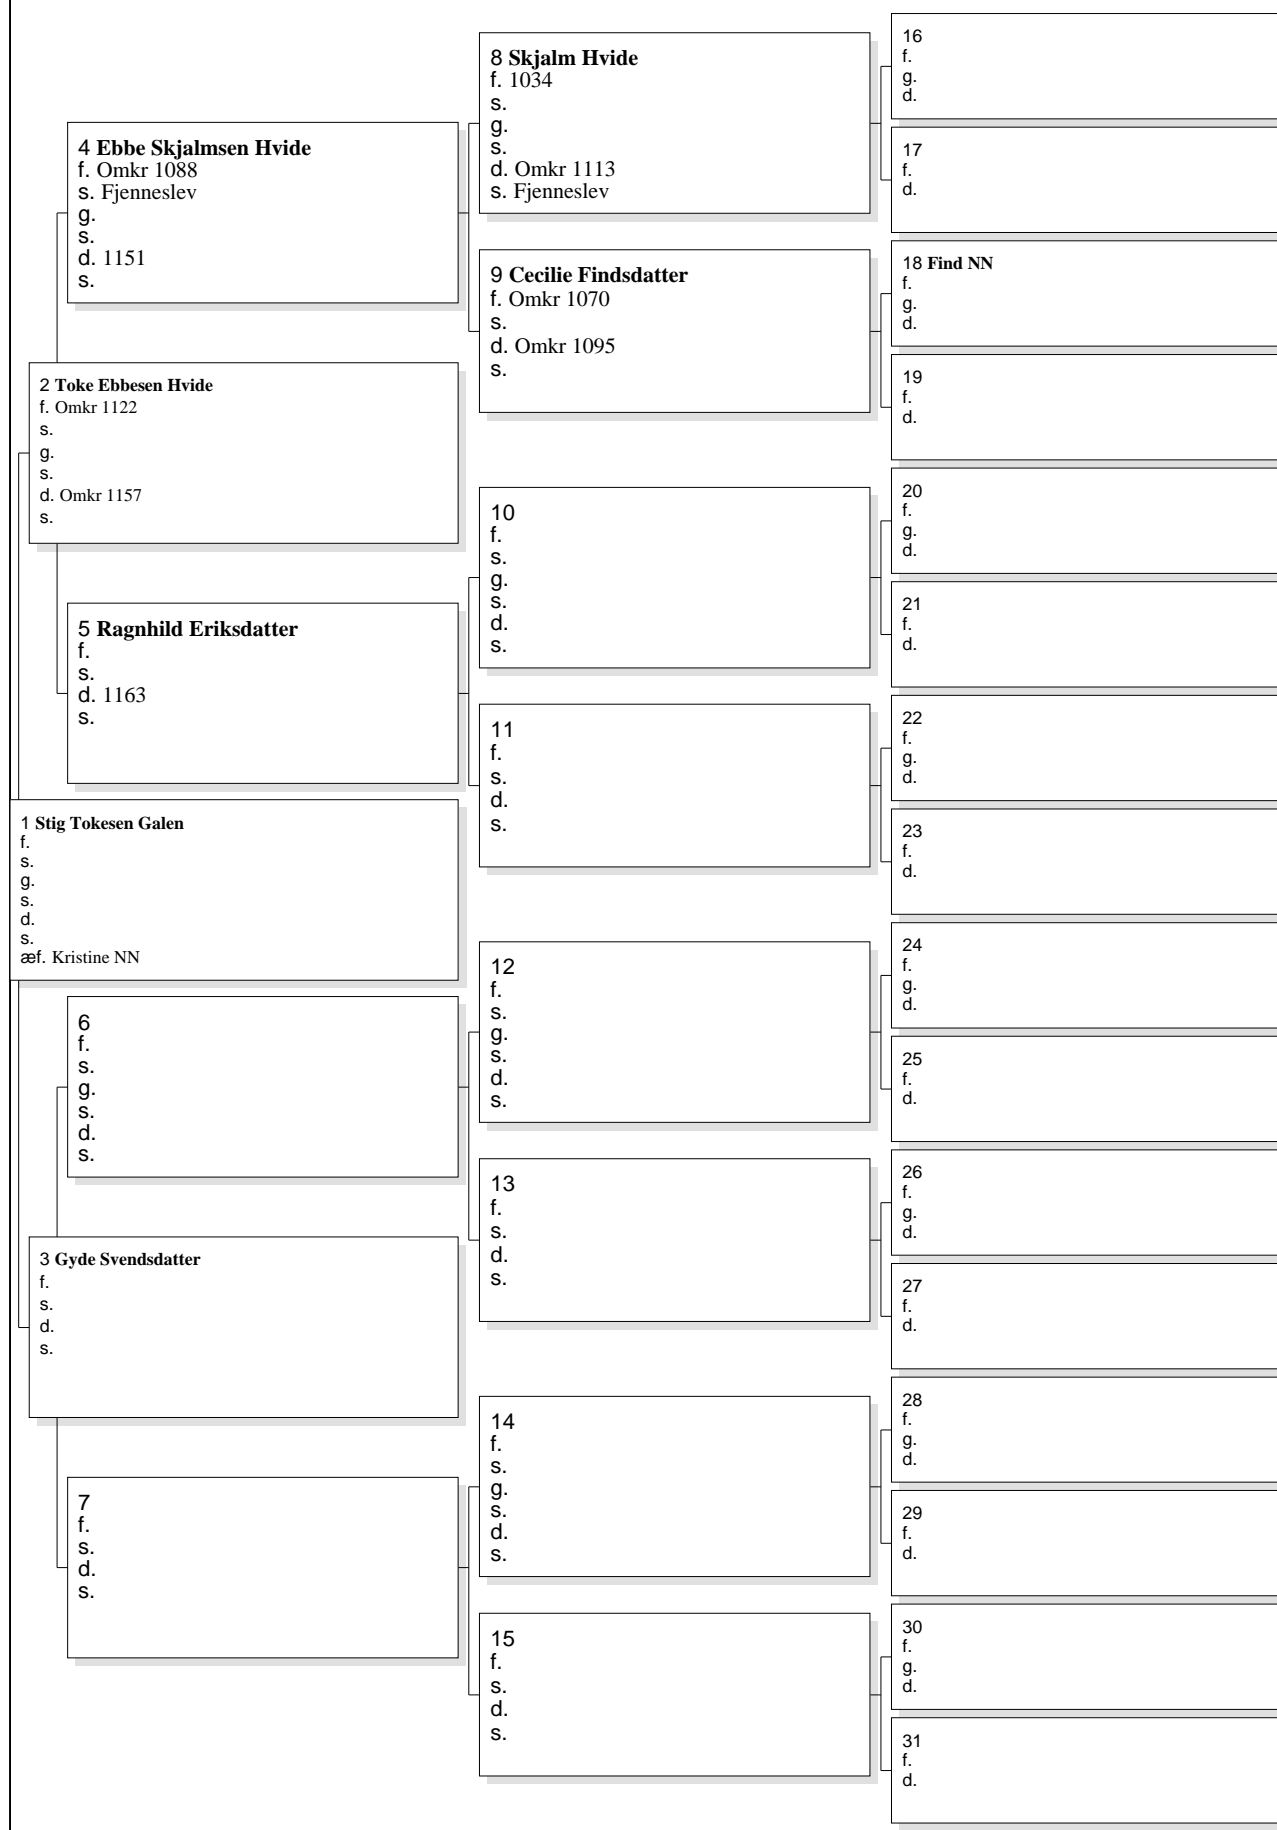 4 Ebbe Skjalmsen Hvide
f. Omkr 1088
s. Fjenneslev
g.
s.
d. 1151
s.
2 Toke Ebbesen Hvide
f. Omkr 1122
s.
g.
s.
d. Omkr 1157
s.
5 Ragnhild Eriksdatter
f.
s.
d. 1163
s.
1 Stig Tokesen Galen
f.
s.
g.
s.
d.
s.
æf. Kristine NN
6
f.
s.
g.
s.
d.
s.
3 Gyde Svendsdatter
f.
s.
d.
s.
7
f.
s.
d.
s.
8 Skjalm Hvide
f. 1034
s.
g.
s.
d. Omkr 1113
s. Fjenneslev
9 Cecilie Findsdatter
f. Omkr 1070
s.
d. Omkr 1095
s.
10
f.
s.
g.
s.
d.
s.
11
f.
s.
d.
s.
12
f.
s.
g.
s.
d.
s.
13
f.
s.
d.
s.
14
f.
s.
g.
s.
d.
s.
15
f.
s.
d.
s.
16
f.
g.
d.
17
f.
d.
18 Find NN
f.
g.
d.
19
f.
d.
20
f.
g.
d.
21
f.
d.
22
f.
g.
d.
23
f.
d.
24
f.
g.
d.
25
f.
d.
26
f.
g.
d.
27
f.
d.
28
f.
g.
d.
29
f.
d.
30
f.
g.
d.
31
f.
d.